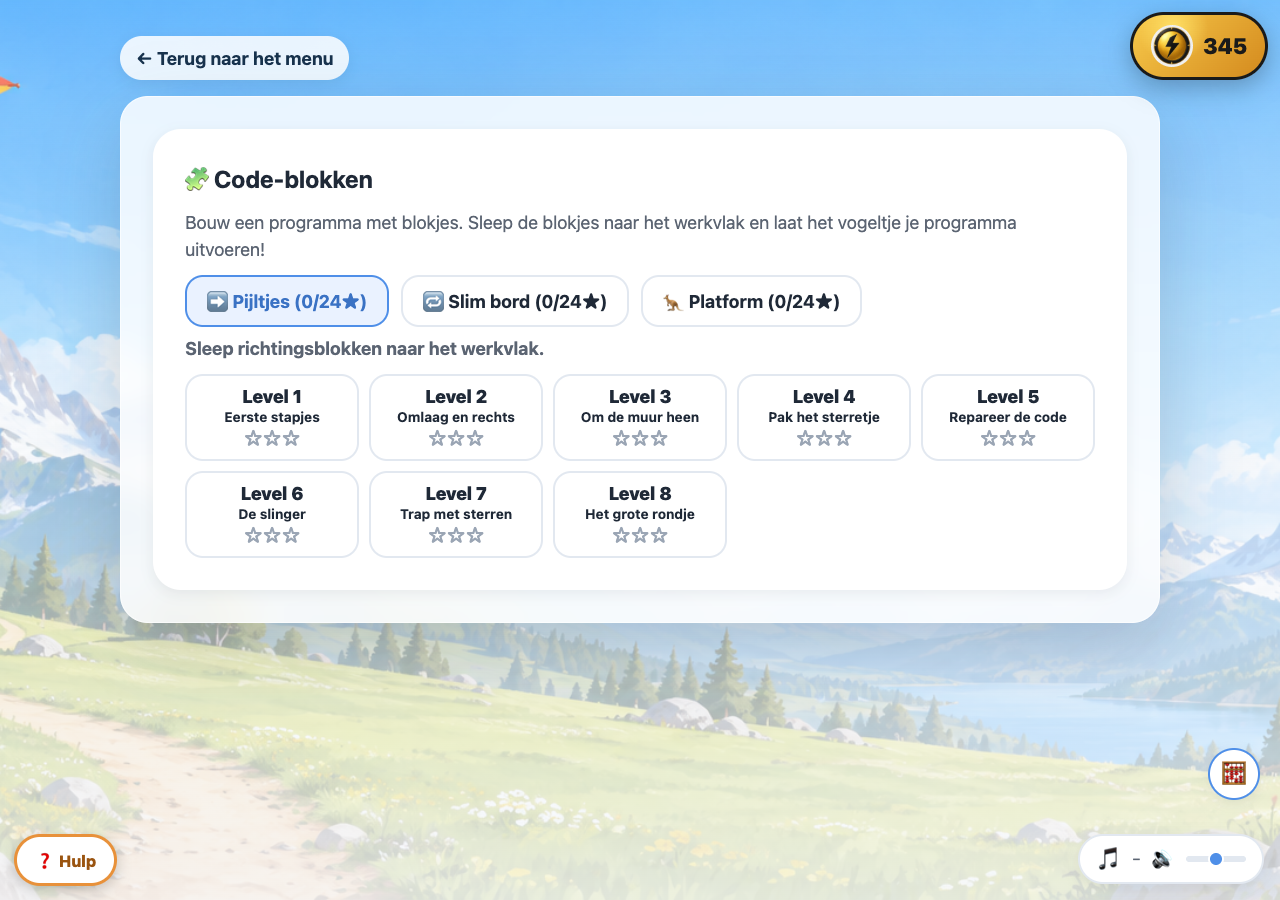 ← Terug naar het menu
345
Code-blokken
Bouw een programma met blokjes. Sleep de blokjes naar het werkvlak en laat het vogeltje je programma
uitvoeren!
Pijltjes (0/24★)
Slim bord (0/24★)
Platform (0/24★)
Sleep richtingsblokken naar het werkvlak.
Level 1
Eerste stapjes
☆☆☆
Level 2
Omlaag en rechts
☆☆☆
Level 3
Om de muur heen
☆☆☆
Level 4
Pak het sterretje
☆☆☆
Level 5
Repareer de code
☆☆☆
Level 6
De slinger
☆☆☆
Level 7
Trap met sterren
☆☆☆
Level 8
Het grote rondje
☆☆☆
❓ Hulp
–